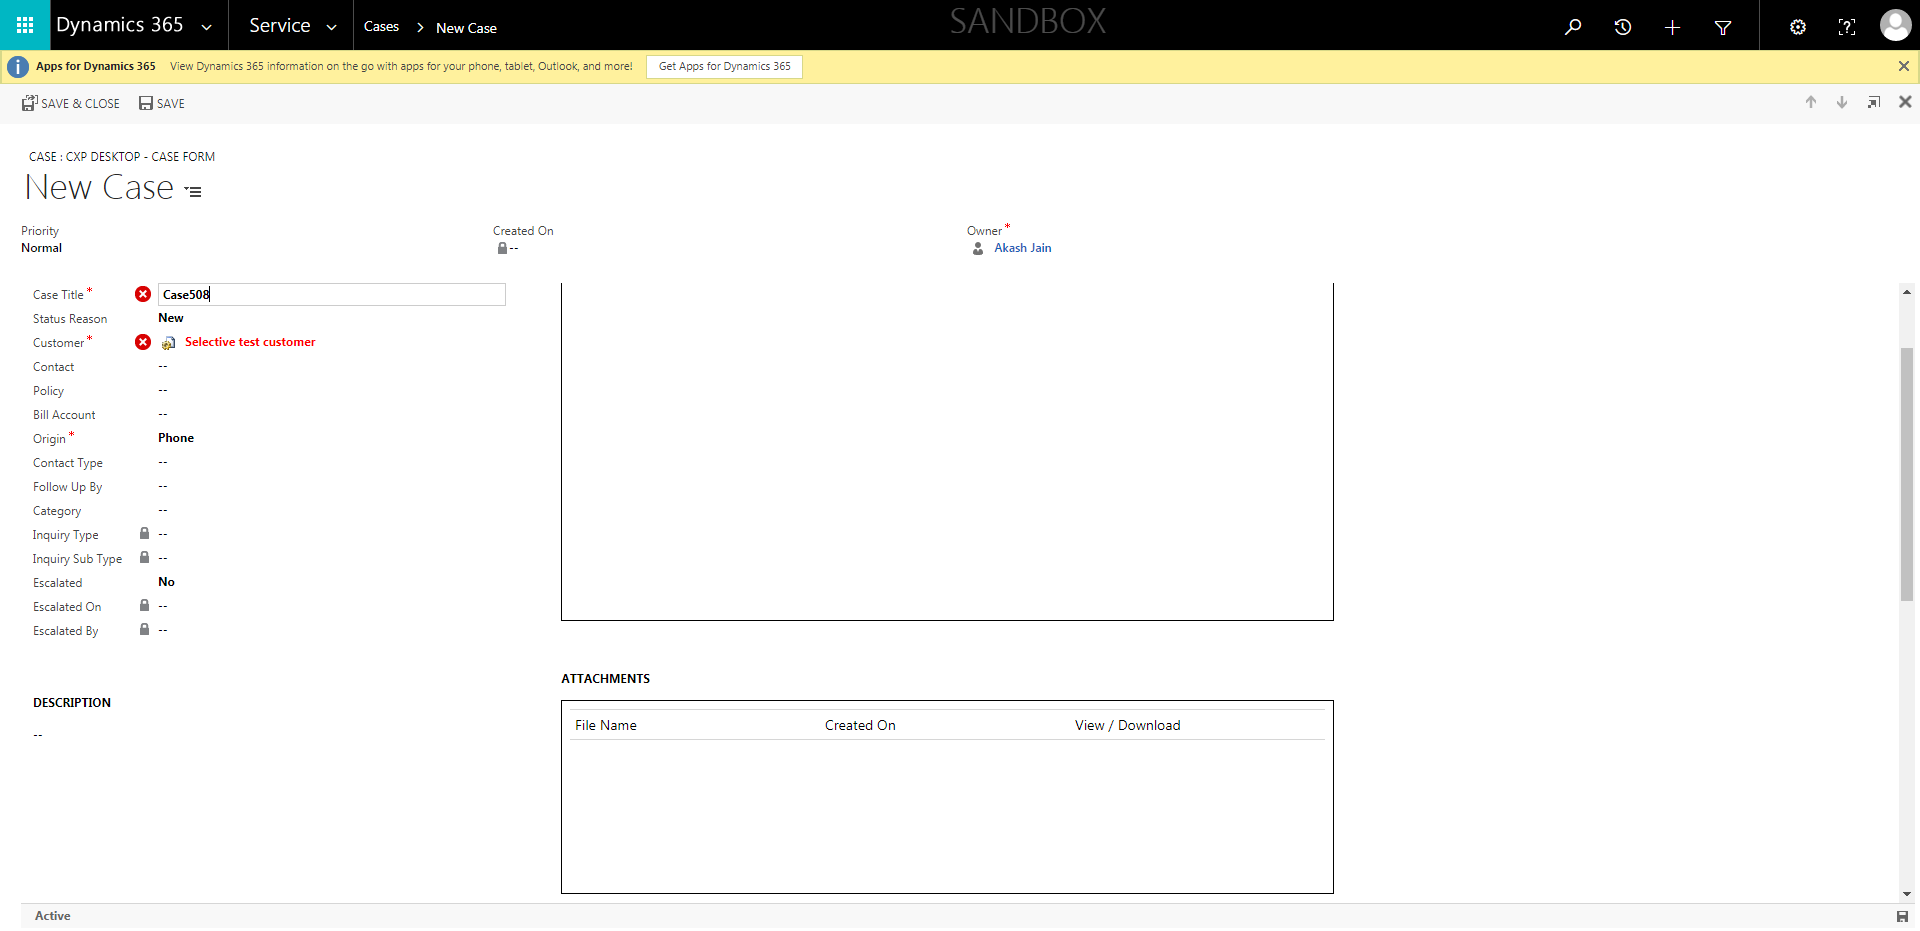 Dynamics 365 Service Cases > New Case SANDBOX
Apps for Dynamics 365 View Dynamics 365 information on the go with apps for your phone, tablet, Outlook, and more! Get Apps for Dynamics 365
SAVE & CLOSE SAVE
CASE : CXP DESKTOP - CASE FORM
New Case
Priority Created On Owner*
Normal -- Akash Jain
Case Title* Case508
Status Reason New
Customer* Selective test customer
Contact --
Policy --
Bill Account --
Origin* Phone
Contact Type --
Follow Up By --
Category --
Inquiry Type --
Inquiry Sub Type --
Escalated No
Escalated On --
Escalated By --
DESCRIPTION
--
ATTACHMENTS
File Name Created On View / Download
Active